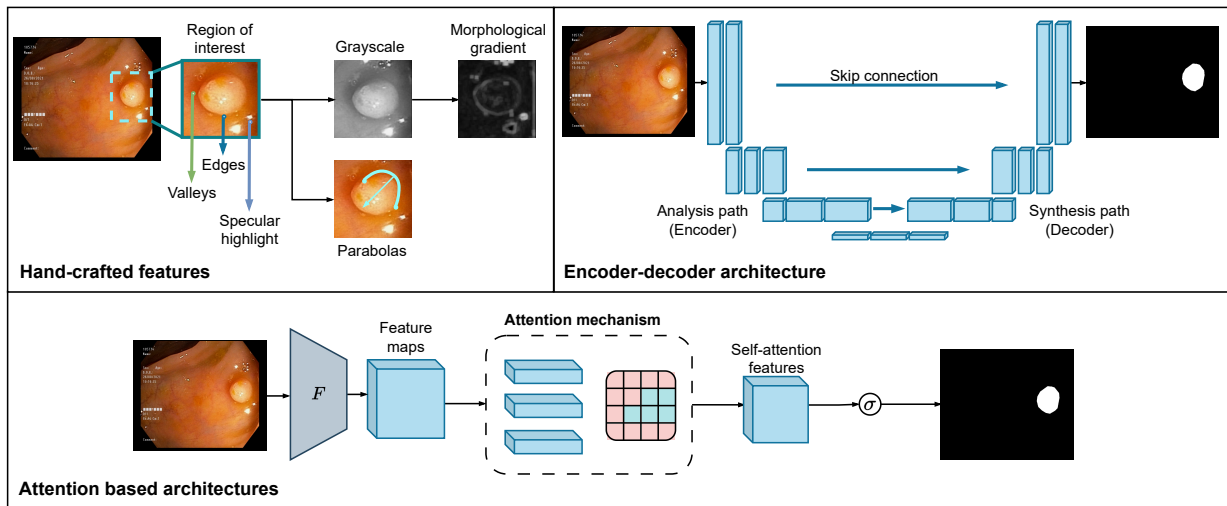 Region of
interest
Grayscale
Morphological
gradient
Edges
Valleys
Specular
highlight
Parabolas
Hand-crafted features
Skip connection
Analysis path
(Encoder)
Synthesis path
(Decoder)
Encoder-decoder architecture
F
Feature
maps
Attention mechanism
Self-attention
features
σ
Attention based architectures